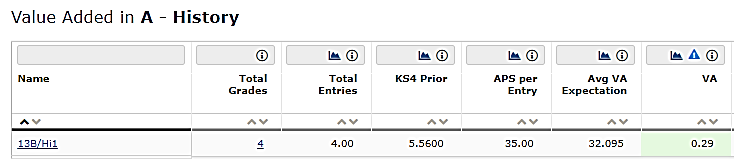 Value Added in A - History
Name
Total Grades
Total Entries
KS4 Prior
APS per Entry
Avg VA Expectation
VA
13B/Hi1 4 4.00 5.5600 35.00 32.095 0.29